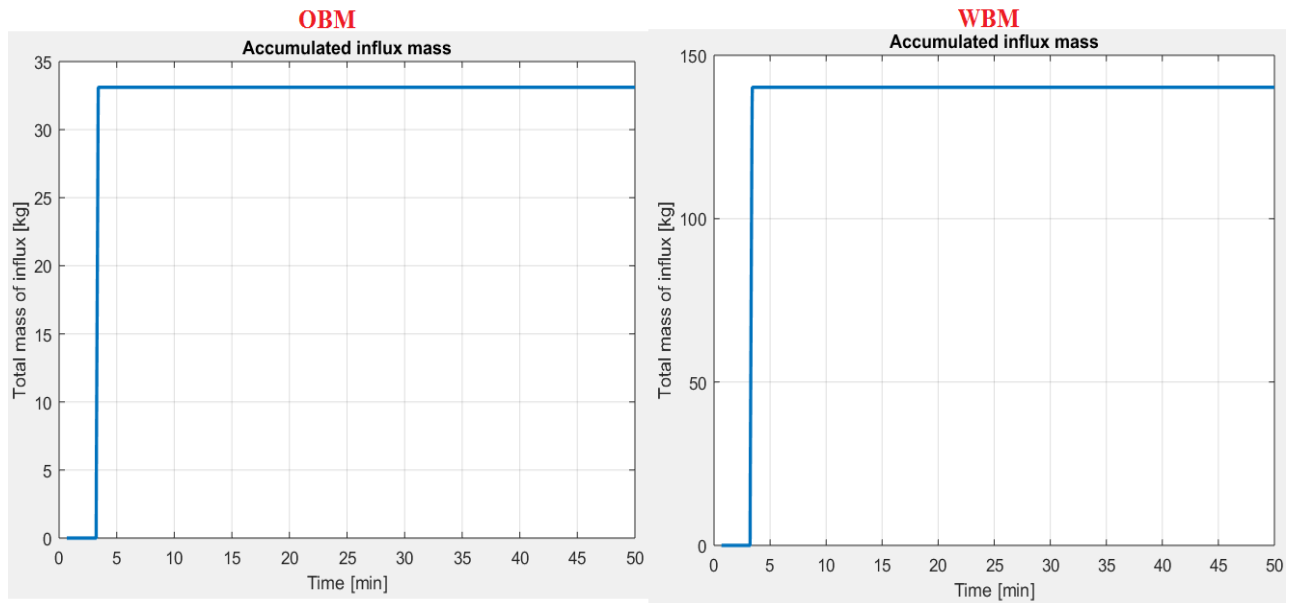 OBM
Accumulated influx mass
35
30
25
20
15
10
5
0
Total mass of influx [kg]
0 5 10 15 20 25 30 35 40 45 50
Time [min]
WBM
Accumulated influx mass
150
100
50
0
Total mass of influx [kg]
0 5 10 15 20 25 30 35 40 45 50
Time [min]